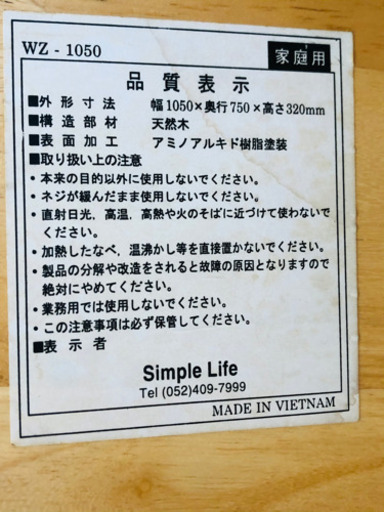 WZ - 1050
家庭用
品質表示
■外形寸法 幅1050×奥行750×高さ320mm
■構造部材 天然木
■表面加工 アミノアルキド樹脂塗装
■取り扱い上の注意
・本来の目的以外に使用しないでください。
・ネジが緩んだまま使用しないでください。
・直射日光，高温，高熱や火のそばに近づけて使わないで
ください。
・加熱したなべ，温沸かし等を直接置かないでください。
・製品の分解や改造をされると故障の原因となりますので
絶対にやめてください。
・業務用では使用しないでください。
・この注意事項は必ず保管してください。
■表示者
Simple Life
Tel (052)409-7999
MADE IN VIETNAM